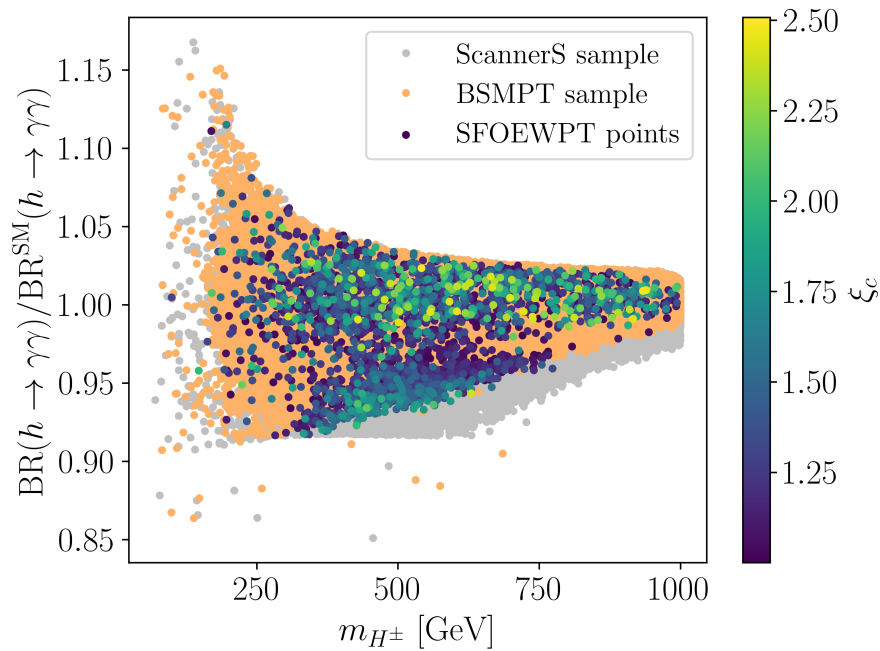 ScannerS sample
BSMPT sample
SFOEWPT points
BR(h → γγ)/BR^SM(h → γγ)
1.15
1.10
1.05
1.00
0.95
0.90
0.85
250
500
750
1000
m_{H^±} [GeV]
2.50
2.25
2.00
1.75
1.50
1.25
ξ_c